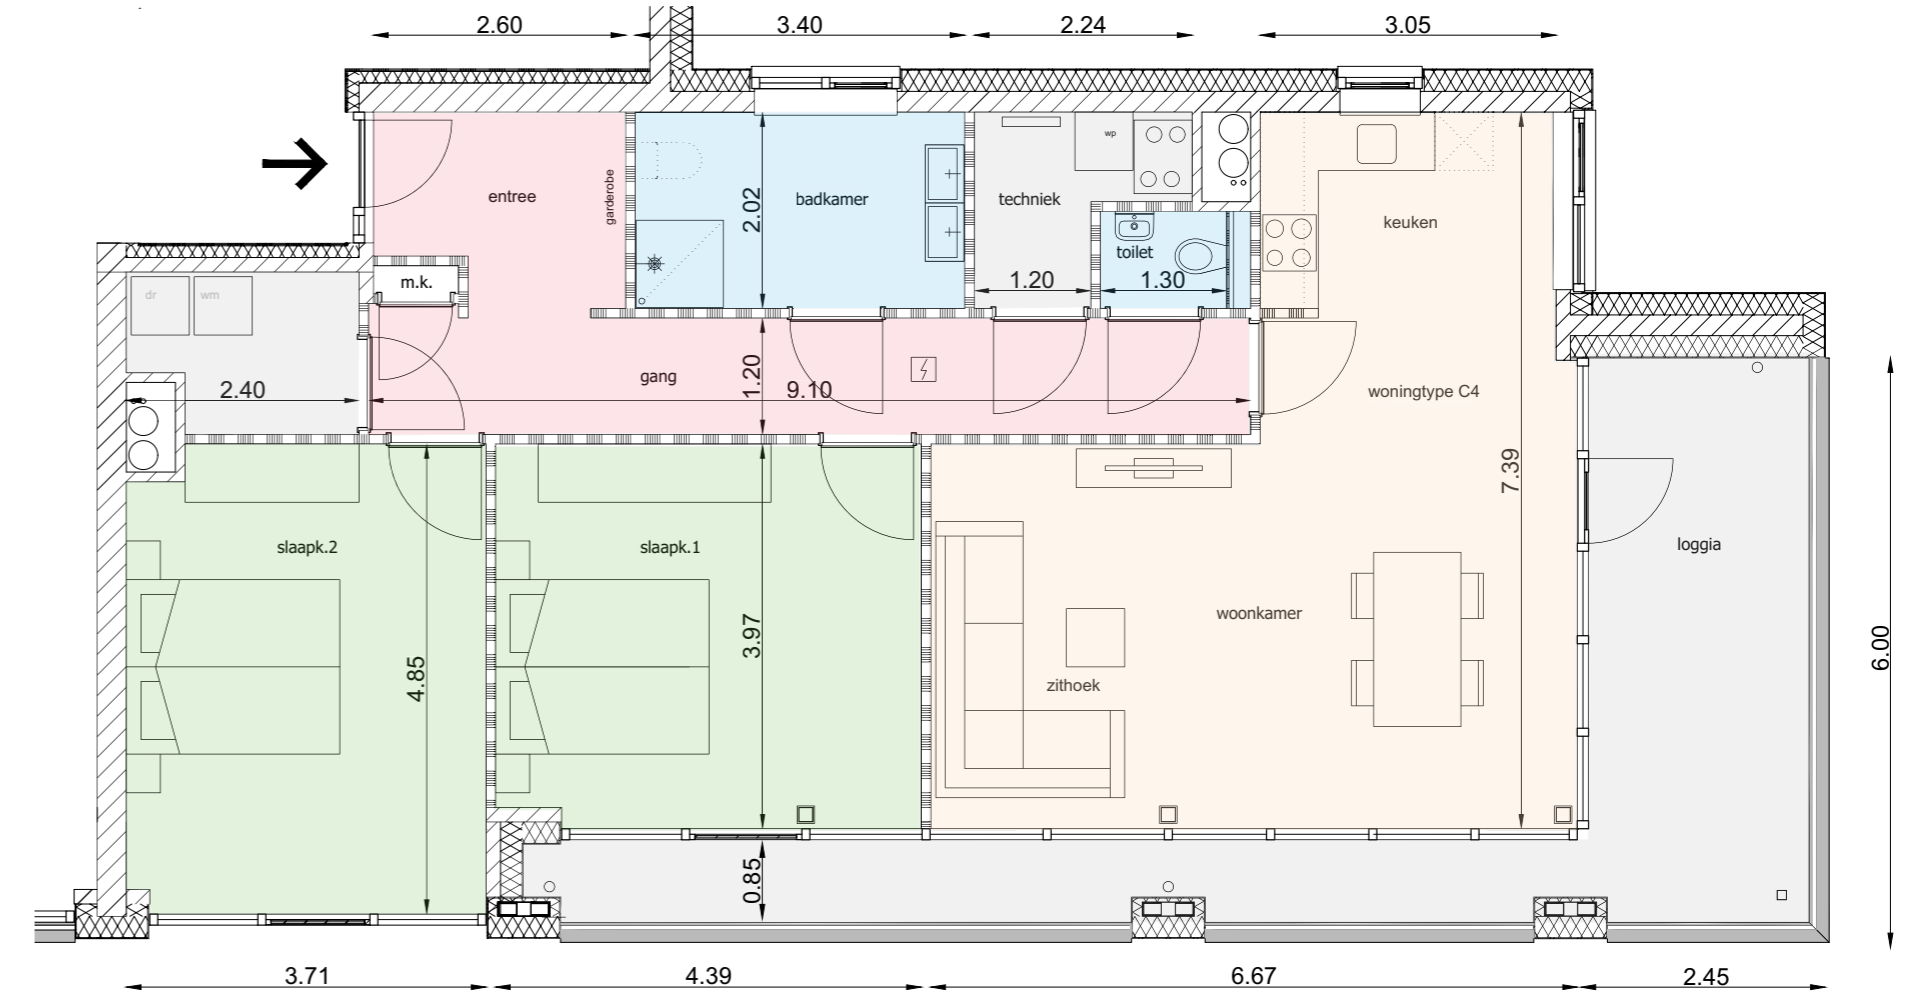 2.60
3.40
2.24
3.05
entree
garderobe
badkamer
2.02
techniek
wp
toilet
1.20
1.30
keuken
m.k.
dr
wm
2.40
gang
1.20
9.10
woningtype C4
7.39
slaapk.2
4.85
slaapk.1
3.97
woonkamer
zithoek
loggia
6.00
0.85
3.71
4.39
6.67
2.45